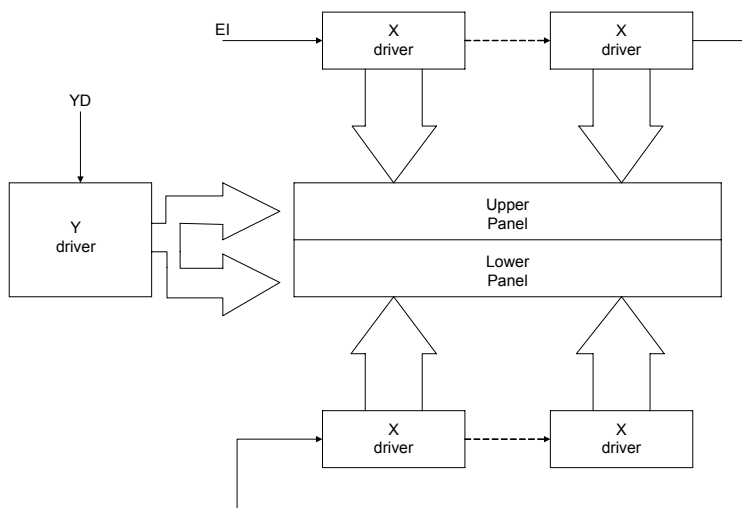 EI
X
driver
X
driver
YD
Y
driver
Upper
Panel
Lower
Panel
X
driver
X
driver